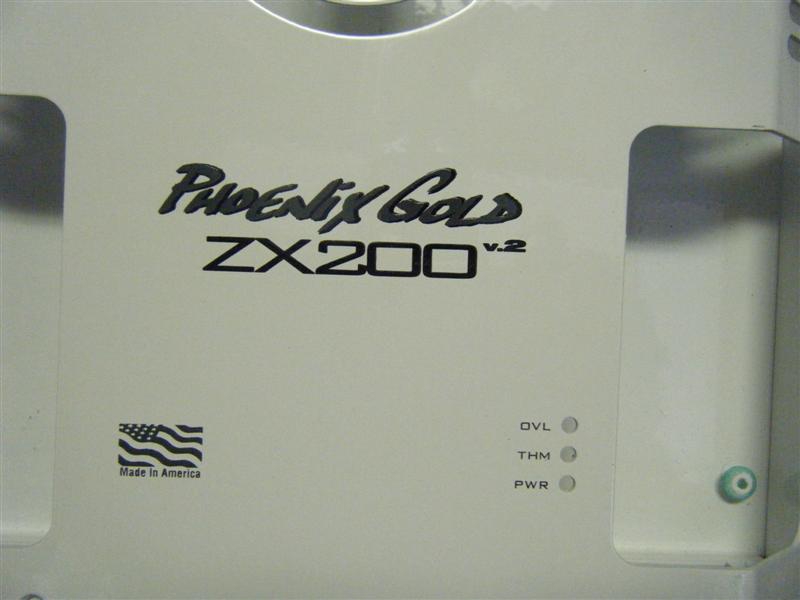 PHOENIX GOLD
ZX200 v.2
OVL
THM
PWR
Made In America